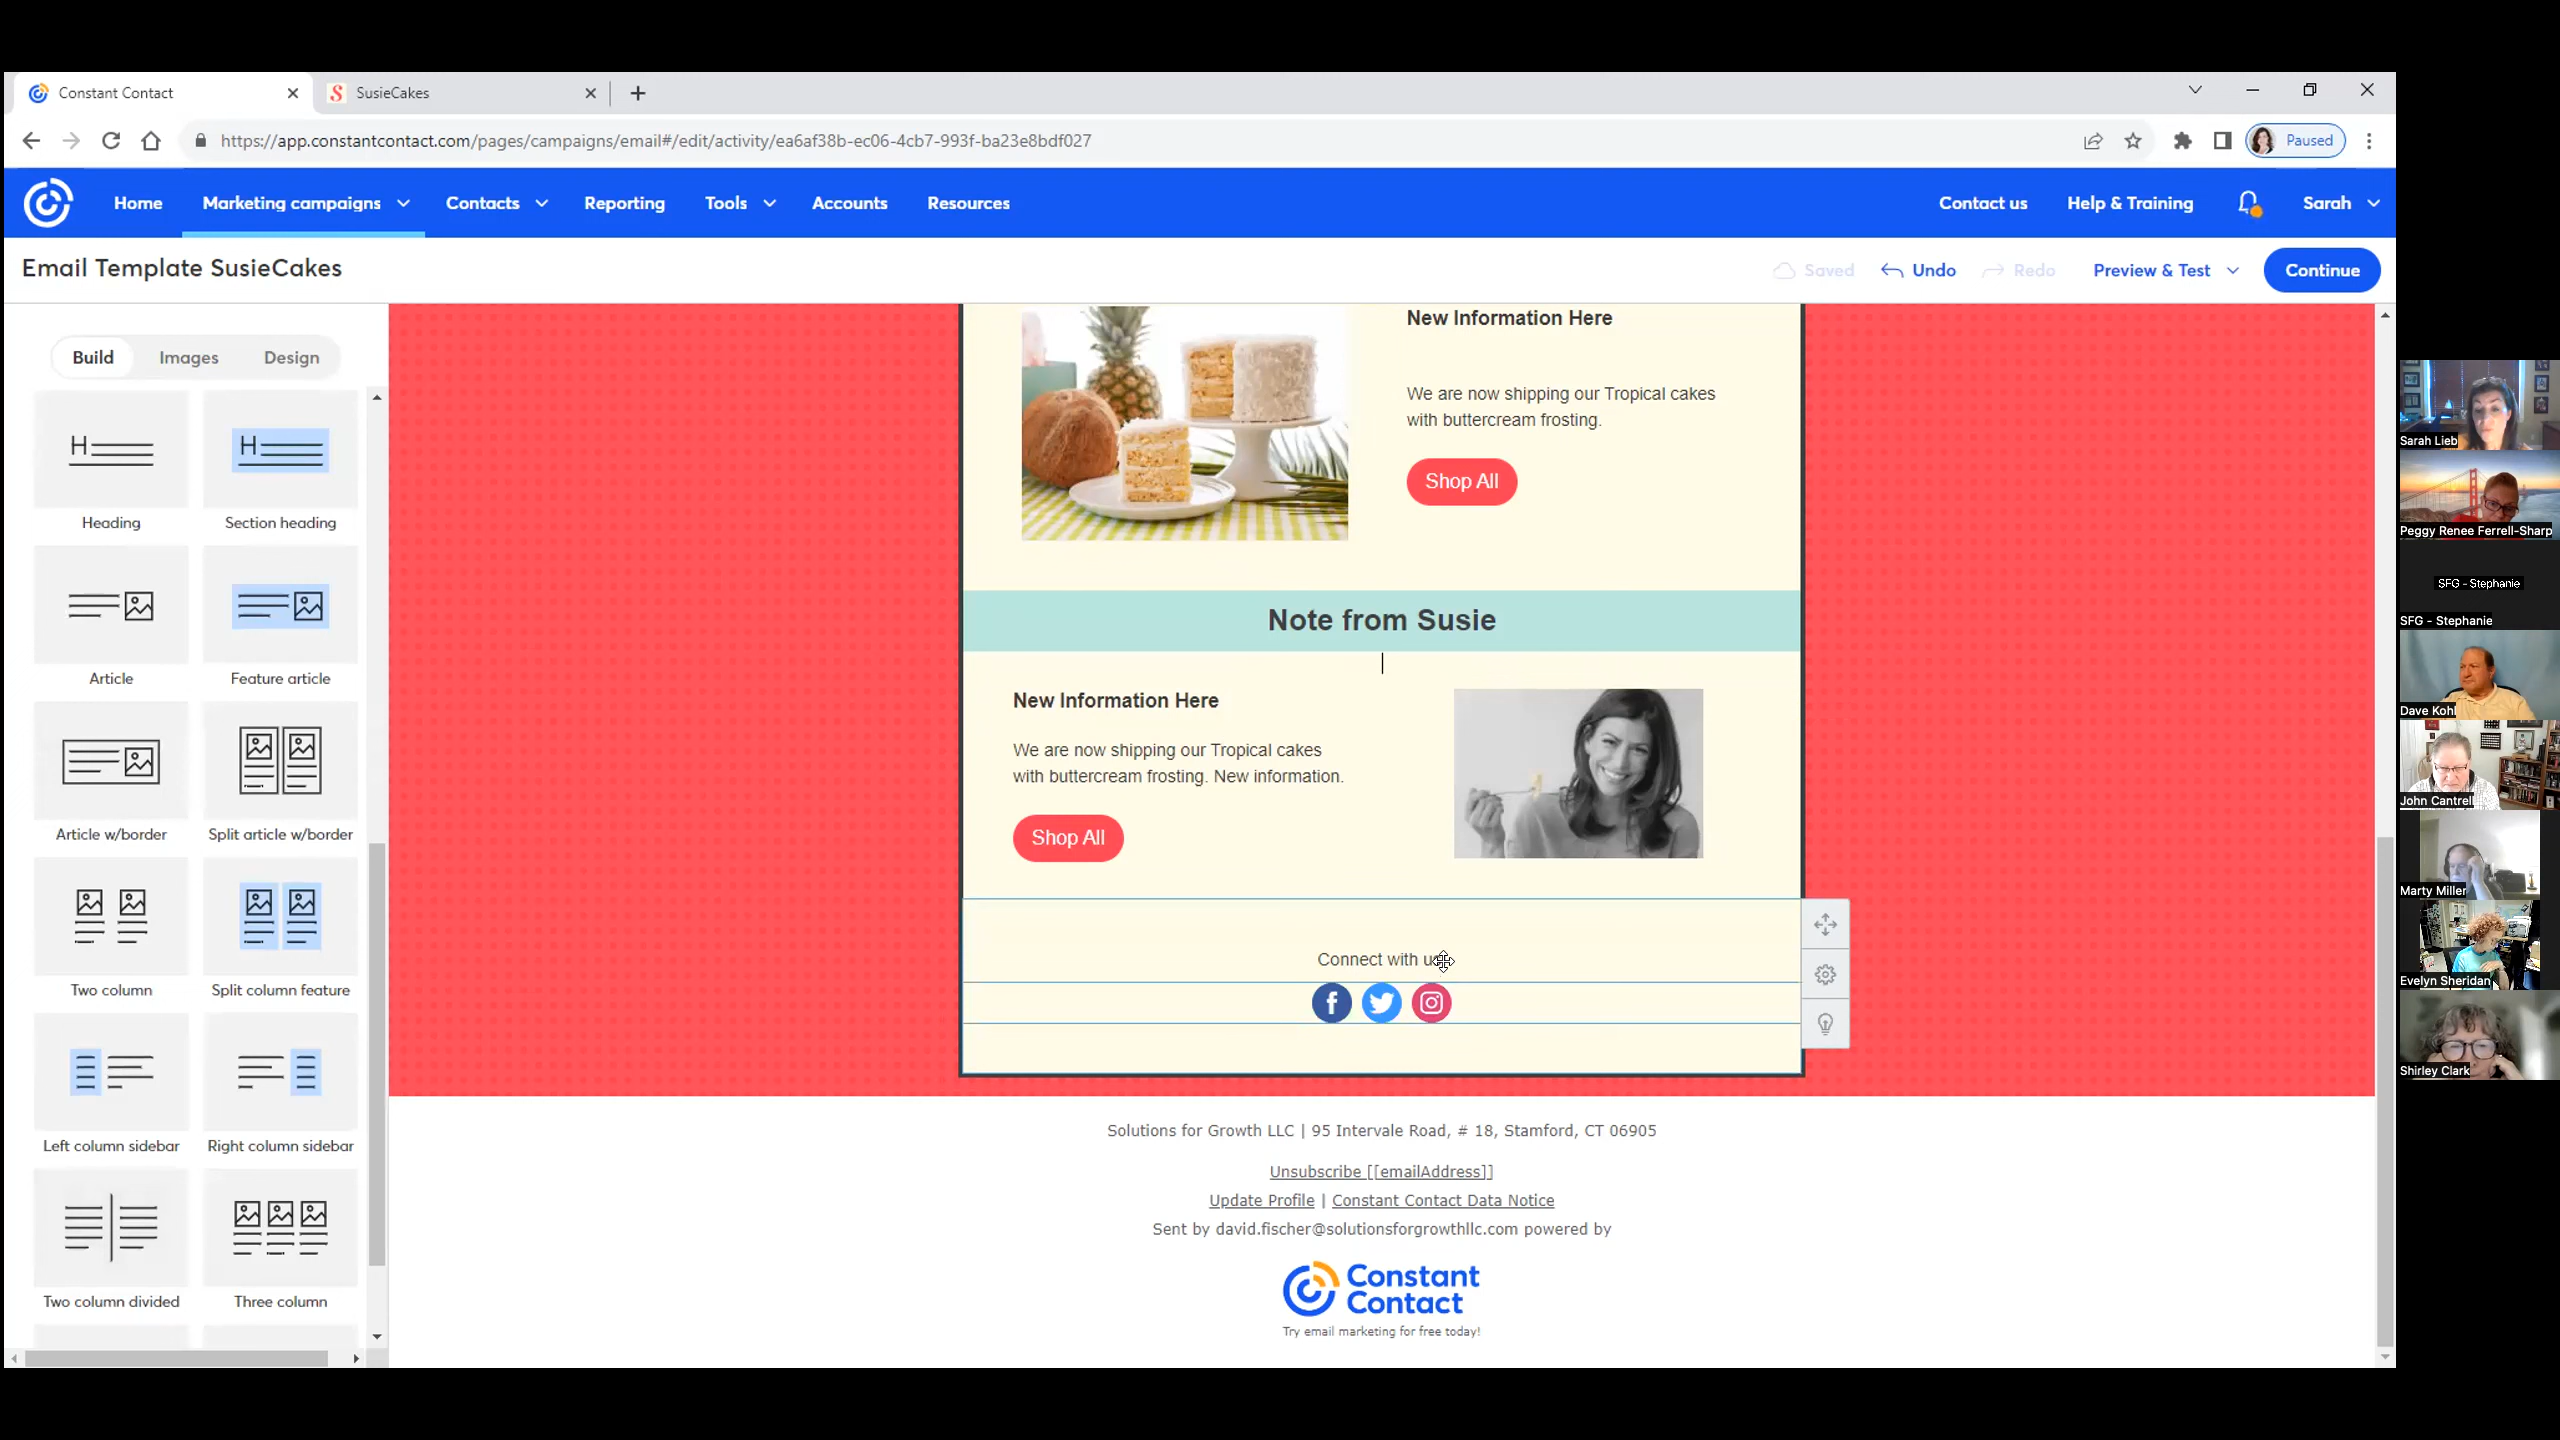 Constant Contact
SusieCakes
https://app.constantcontact.com/pages/campaigns/email#/edit/activity/ea6af38b-ec06-4cb7-993f-ba23e8bdf027
Paused
Home
Marketing campaigns
Contacts
Reporting
Tools
Accounts
Resources
Contact us
Help & Training
Sarah
Email Template SusieCakes
Saved
Undo
Redo
Preview & Test
Continue
Build
Images
Design
Heading
Section heading
Article
Feature article
Article w/border
Split article w/border
Two column
Split column feature
Left column sidebar
Right column sidebar
Two column divided
Three column
New Information Here
We are now shipping our Tropical cakes
with buttercream frosting.
Shop All
Note from Susie
New Information Here
We are now shipping our Tropical cakes
with buttercream frosting. New information.
Shop All
Connect with
Solutions for Growth LLC | 95 Intervale Road, # 18, Stamford, CT 06905
Unsubscribe [[emailAddress]]
Update Profile | Constant Contact Data Notice
Sent by david.fischer@solutionsforgrowthllc.com powered by
Constant
Contact
Try email marketing for free today!
Sarah Lieb
Peggy Renee Ferrell-Sharp
SFG - Stephanie
SFG - Stephanie
Dave Kohl
John Cantrell
Marty Miller
Evelyn Sheridan
Shirley Clark